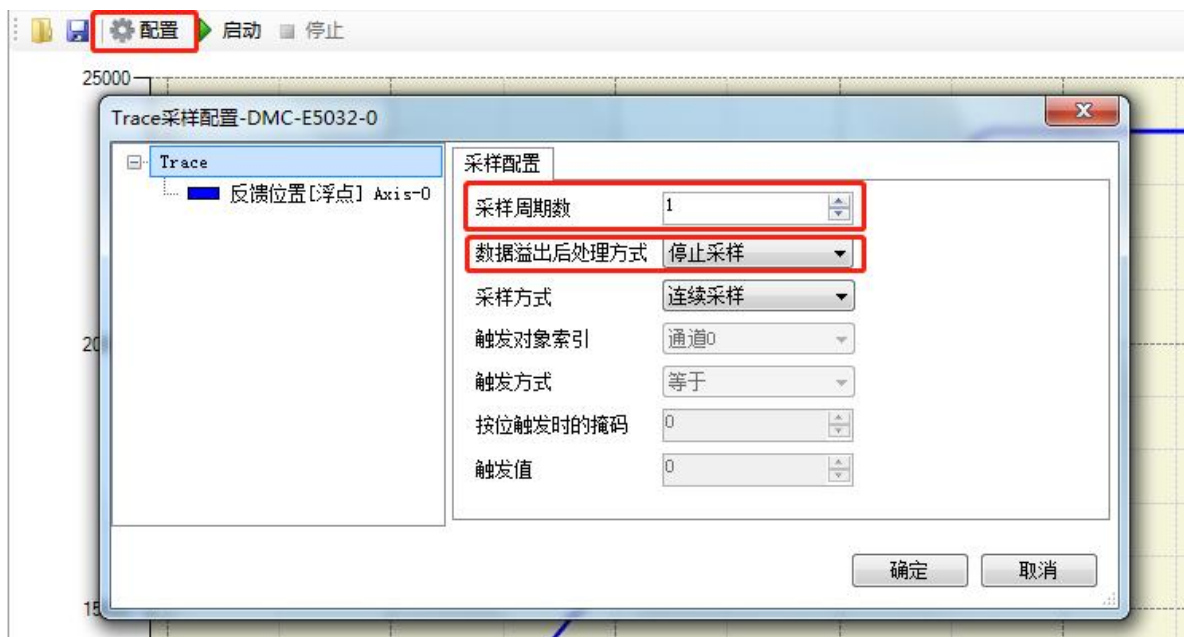 配置 启动 停止
25000
Trace采样配置-DMC-E5032-0
Trace
反馈位置[浮点] Axis-0
采样配置
采样周期数 1
数据溢出后处理方式 停止采样
采样方式 连续采样
触发对象索引 通道0
20
触发方式 等于
按位触发时的掩码 0
触发值 0
确定 取消
15